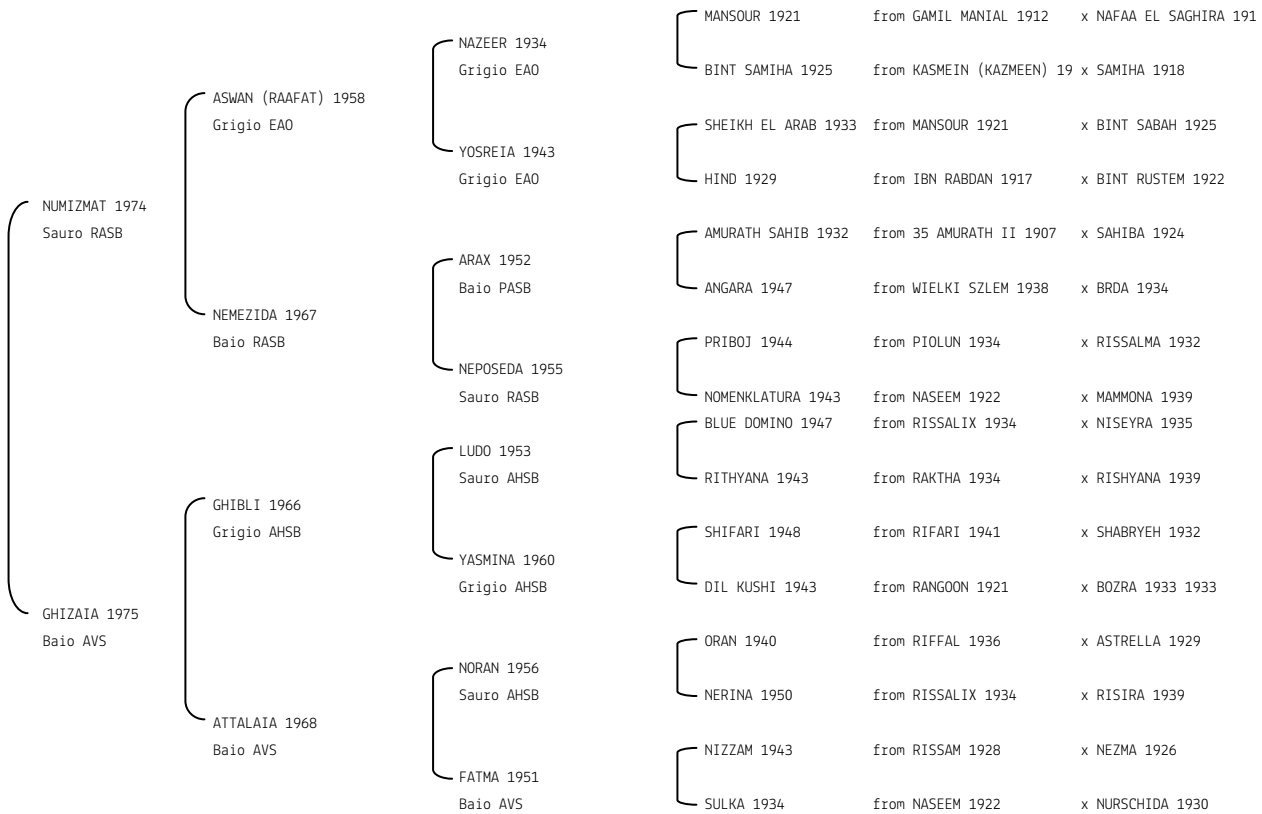 MANSOUR 1921 from GAMIL MANIAL 1912 x NAFAA EL SAGHIRA 191
NAZEER 1934
Grigio EAO BINT SAMIHA 1925 from KASMEIN (KAZMEEN) 19 x SAMIHA 1918
ASWAN (RAAFAT) 1958
Grigio EAO SHEIKH EL ARAB 1933 from MANSOUR 1921 x BINT SABAH 1925
YOSREIA 1943
Grigio EAO HIND 1929 from IBN RABDAN 1917 x BINT RUSTEM 1922
NUMIZMAT 1974
Sauro RASB AMURATH SAHIB 1932 from 35 AMURATH II 1907 x SAHIBA 1924
ARAX 1952
Baio PASB ANGARA 1947 from WIELKI SZLEM 1938 x BRDA 1934
NEMEZIDA 1967
Baio RASB PRIBOJ 1944 from PIOLUN 1934 x RISSALMA 1932
NEPOSEDA 1955
Sauro RASB NOMENKLATURA 1943 from NASEEM 1922 x MAMMONA 1939
BLUE DOMINO 1947 from RISSALIX 1934 x NISEYRA 1935
LUDO 1953
Sauro AHSB RITHYANA 1943 from RAKTHA 1934 x RISHYANA 1939
GHIBLI 1966
Grigio AHSB SHIFARI 1948 from RIFARI 1941 x SHABRYEH 1932
YASMINA 1960
Grigio AHSB DIL KUSHI 1943 from RANGOON 1921 x BOZRA 1933 1933
GHIZAIA 1975
Baio AVS ORAN 1940 from RIFFAL 1936 x ASTRELLA 1929
NORAN 1956
Sauro AHSB NERINA 1950 from RISSALIX 1934 x RISIRA 1939
ATTALAIA 1968
Baio AVS NIZZAM 1943 from RISSAM 1928 x NEZMA 1926
FATMA 1951
Baio AVS SULKA 1934 from NASEEM 1922 x NURSCHIDA 1930